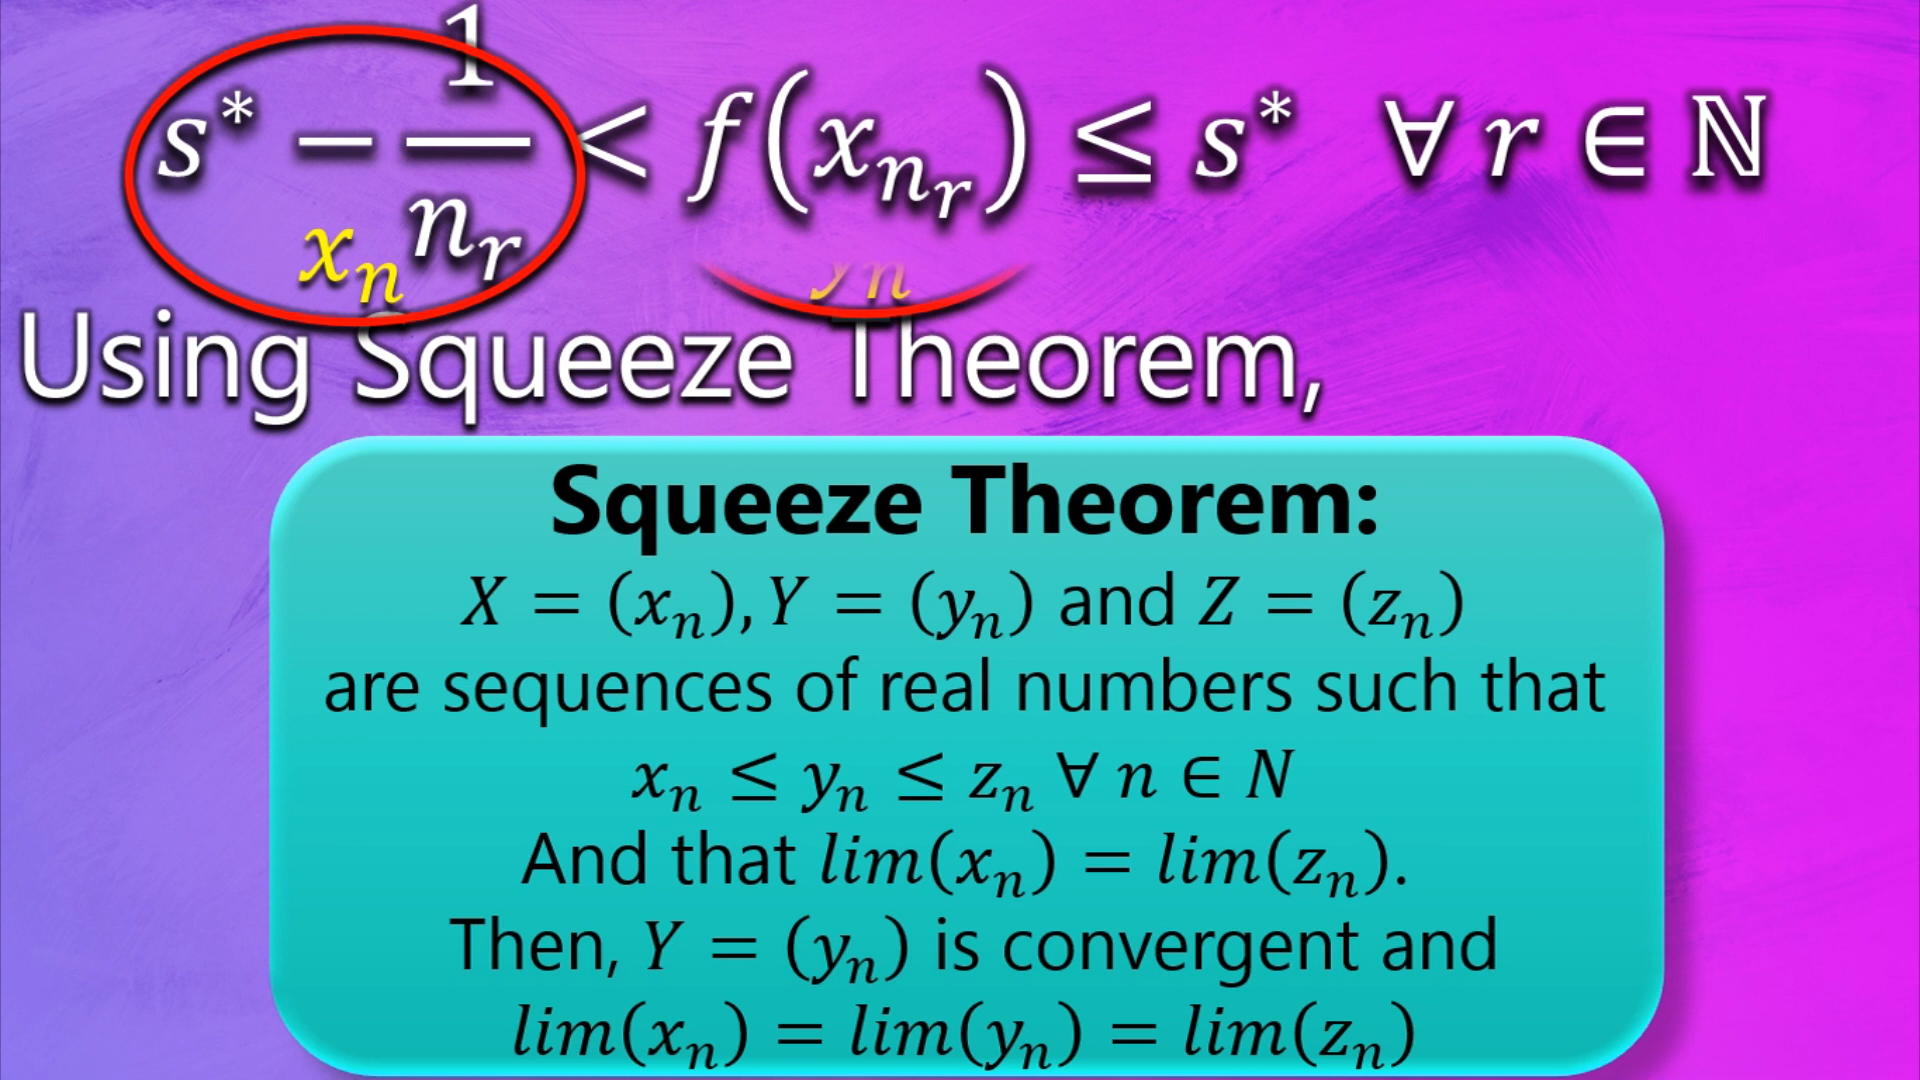 s* − 1/n_r < f(x_{n_r}) ≤ s* ∀ r ∈ ℕ
x_n y_n
Using Squeeze Theorem,
Squeeze Theorem:
X = (x_n), Y = (y_n) and Z = (z_n)
are sequences of real numbers such that
x_n ≤ y_n ≤ z_n ∀ n ∈ N
And that lim(x_n) = lim(z_n).
Then, Y = (y_n) is convergent and
lim(x_n) = lim(y_n) = lim(z_n)